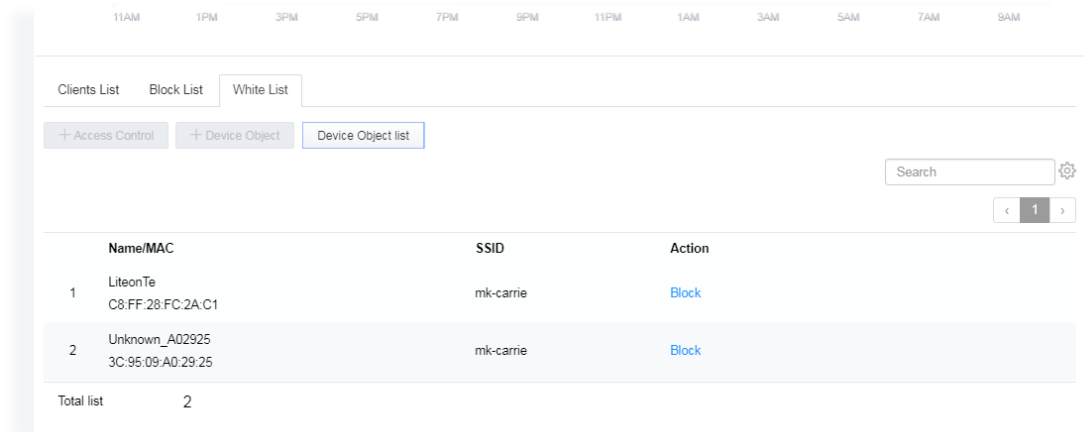 11AM 1PM 3PM 5PM 7PM 9PM 11PM 1AM 3AM 5AM 7AM 9AM
Clients List Block List White List
+ Access Control + Device Object Device Object list
Search
‹ 1 ›
Name/MAC SSID Action
1 LiteonTe mk-carrie Block
C8:FF:28:FC:2A:C1
2 Unknown_A02925 mk-carrie Block
3C:95:09:A0:29:25
Total list 2